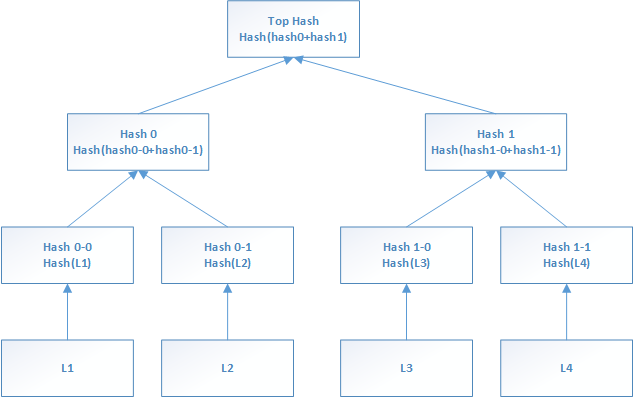 Top Hash
Hash(hash0+hash1)
Hash 0
Hash(hash0-0+hash0-1)
Hash 1
Hash(hash1-0+hash1-1)
Hash 0-0
Hash(L1)
Hash 0-1
Hash(L2)
Hash 1-0
Hash(L3)
Hash 1-1
Hash(L4)
L1
L2
L3
L4